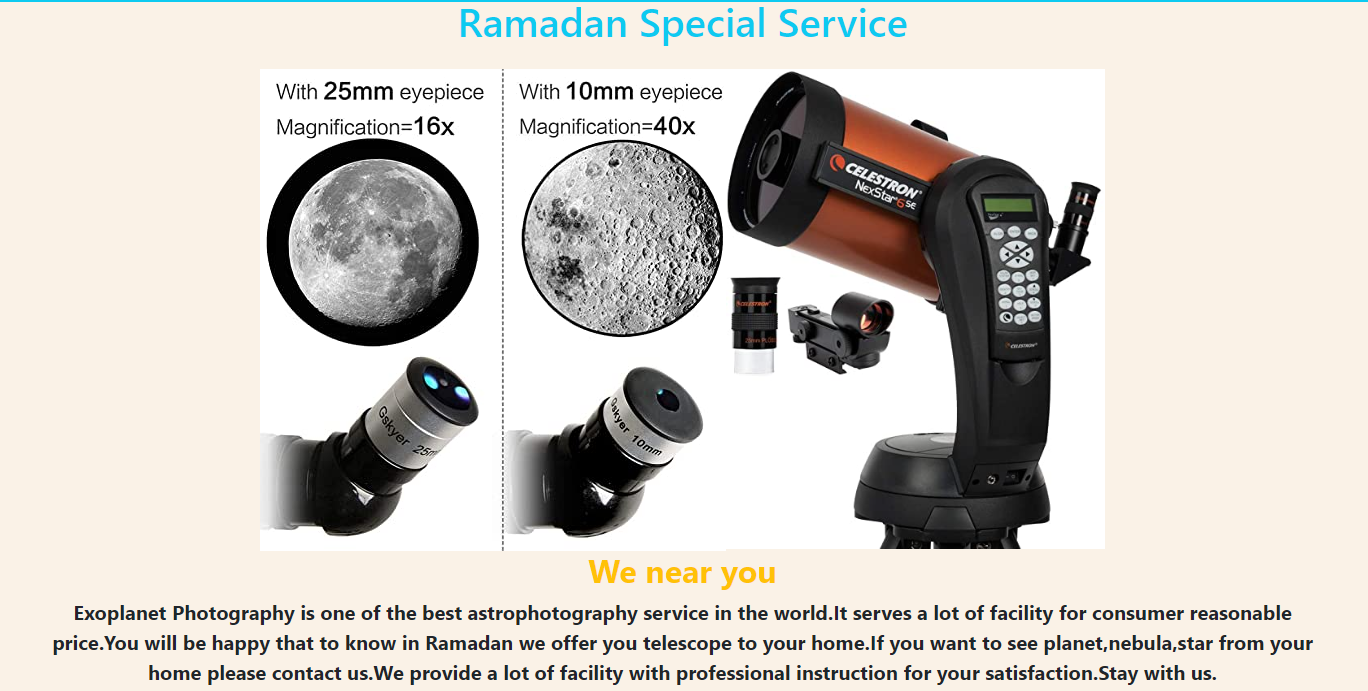 Ramadan Special Service
With 25mm eyepiece
Magnification=16x
With 10mm eyepiece
Magnification=40x
CELESTRON
NexStar 6 SE
CELESTRON
25mm
Gskyer 25m
Gskyer 10mm
CELESTRON
We near you
Exoplanet Photography is one of the best astrophotography service in the world.It serves a lot of facility for consumer reasonable
price.You will be happy that to know in Ramadan we offer you telescope to your home.If you want to see planet,nebula,star from your
home please contact us.We provide a lot of facility with professional instruction for your satisfaction.Stay with us.